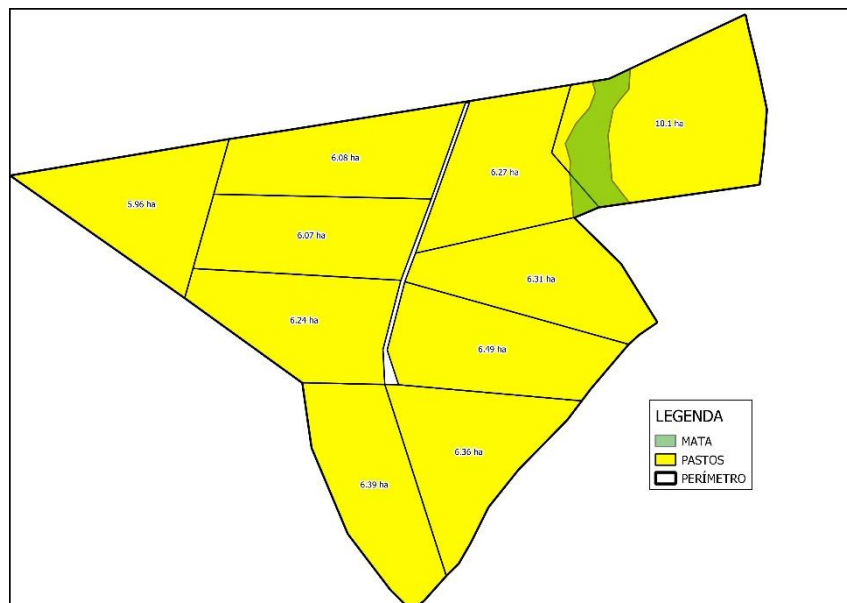 10.1 ha
6.08 ha
6.27 ha
5.96 ha
6.07 ha
6.31 ha
6.24 ha
6.49 ha
6.36 ha
6.39 ha
LEGENDA
MATA
PASTOS
PERÍMETRO